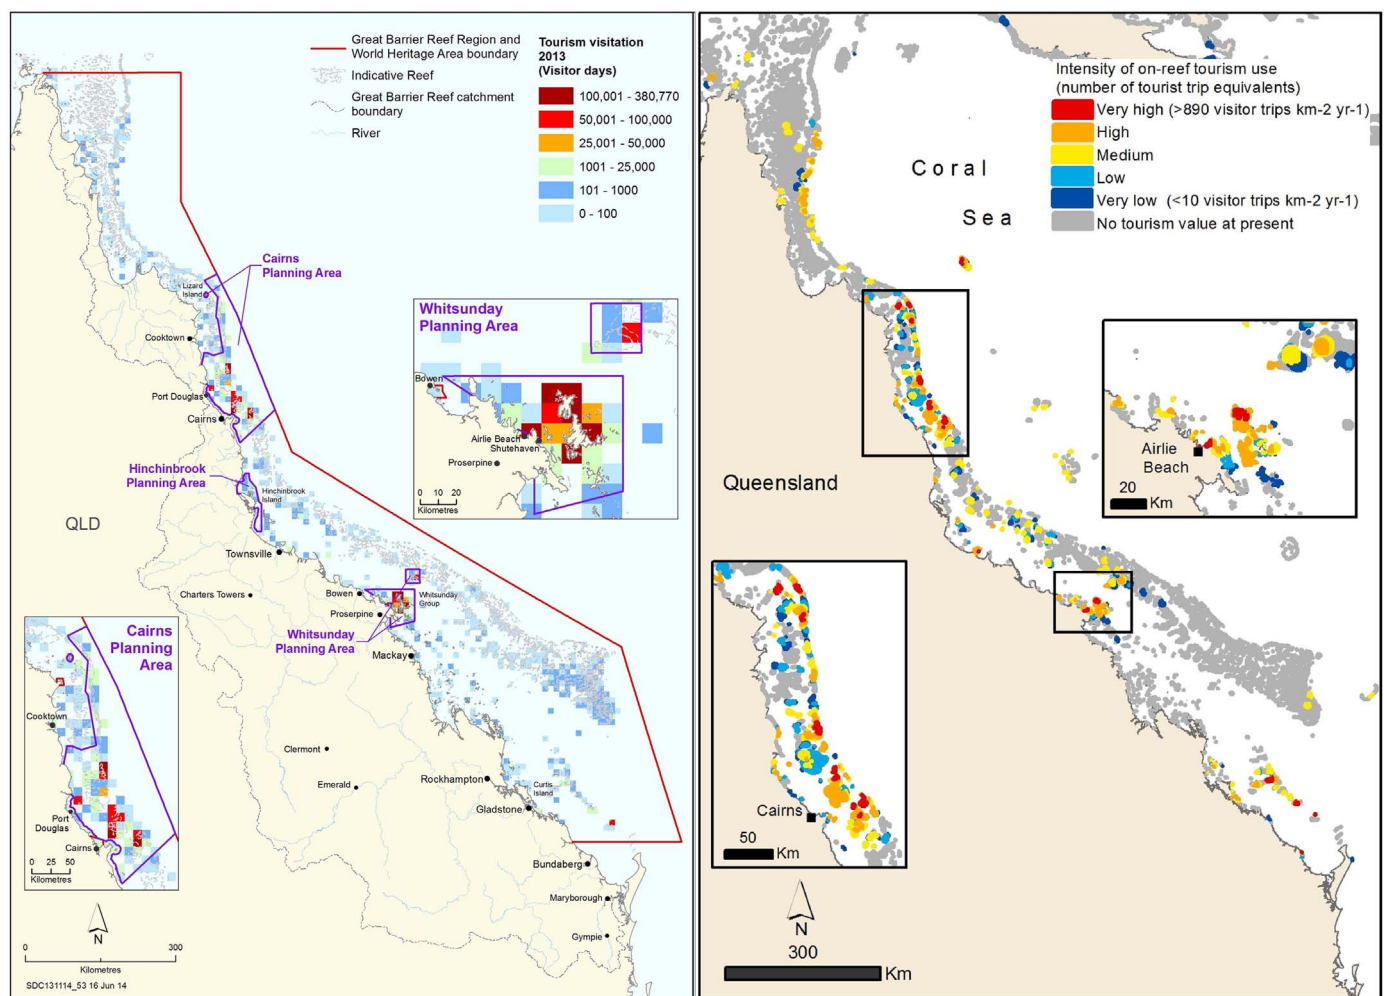 Great Barrier Reef Region and
World Heritage Area boundary
Indicative Reef
Great Barrier Reef catchment
boundary
River
Tourism visitation
2013
(Visitor days)
100,001 - 380,770
50,001 - 100,000
25,001 - 50,000
1001 - 25,000
101 - 1000
0 - 100
Cairns
Planning Area
Lizard
Island
Cooktown
Port Douglas
Cairns
Hinchinbrook
Planning Area
Hinchinbrook
Island
QLD
Townsville
Charters Towers
Bowen
Proserpine
Whitsunday
Group
Whitsunday
Planning Area
Mackay
Clermont
Emerald
Rockhampton
Curtis
Island
Gladstone
Bundaberg
Maryborough
Gympie
Whitsunday
Planning Area
Bowen
Airlie Beach
Shutehaven
Proserpine
0 10 20
Kilometres
Cairns
Planning
Area
Cooktown
Port
Douglas
Cairns
0 25 50
Kilometres
N
0 300
Kilometres
SDC131114_53 16 Jun 14
Intensity of on-reef tourism use
(number of tourist trip equivalents)
Very high (>890 visitor trips km-2 yr-1)
High
Medium
Low
Very low (<10 visitor trips km-2 yr-1)
No tourism value at present
Coral
Sea
Queensland
Airlie
Beach
20 Km
Cairns
50 Km
N
300
Km